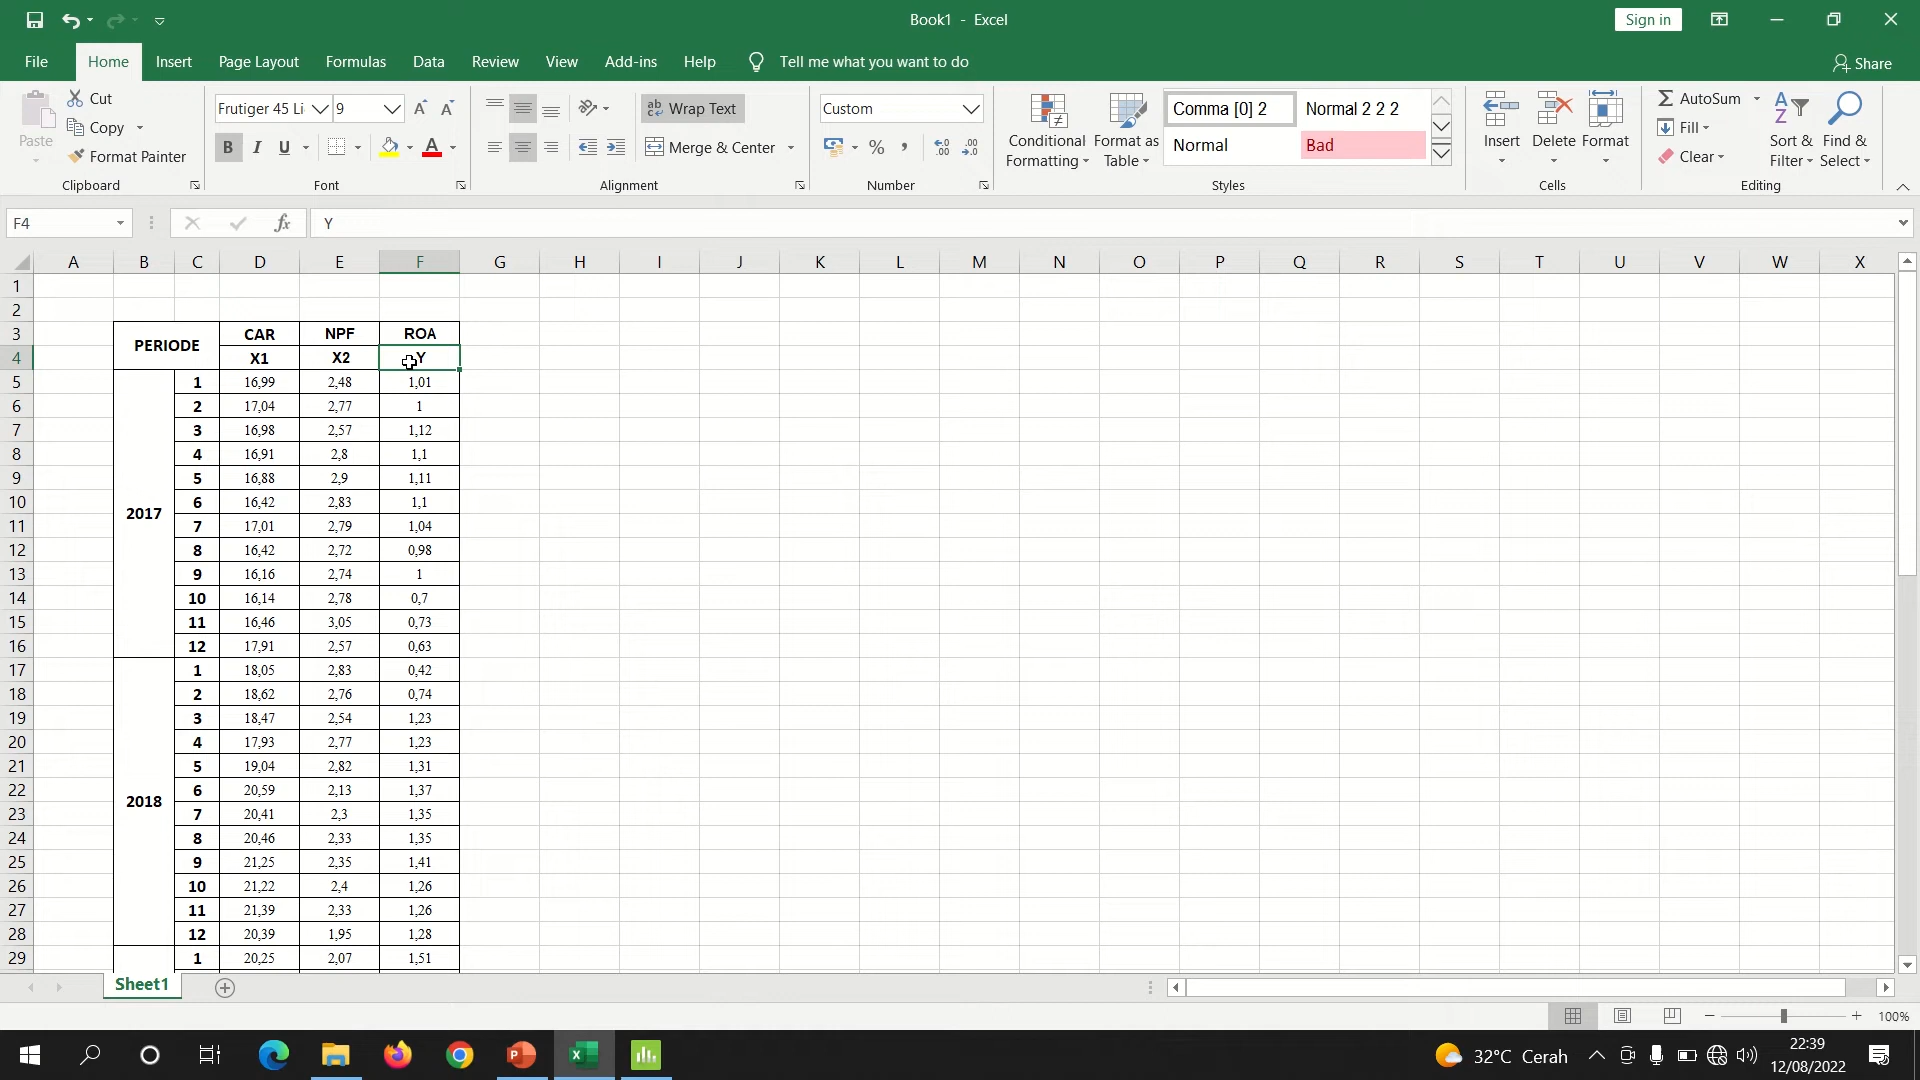 Book1 - Excel
Sign in
File Home Insert Page Layout Formulas Data Review View Add-ins Help Tell me what you want to do
Share
Paste
Cut
Copy
Format Painter
Clipboard
Frutiger 45 Li 9
B I U
Font
Wrap Text
Merge & Center
Alignment
Custom
Number
Conditional Formatting
Format as Table
Comma [0] 2 Normal 2 2 2
Normal Bad
Styles
Insert Delete Format
Cells
AutoSum
Fill
Clear
Sort & Filter
Find & Select
Editing
F4 fx Y
A B C D E F G H I J K L M N O P Q R S T U V W X
1
2
3 PERIODE CAR NPF ROA
4 X1 X2 Y
5 2017 1 16,99 2,48 1,01
6 2 17,04 2,77 1
7 3 16,98 2,57 1,12
8 4 16,91 2,8 1,1
9 5 16,88 2,9 1,11
10 6 16,42 2,83 1,1
11 7 17,01 2,79 1,04
12 8 16,42 2,72 0,98
13 9 16,16 2,74 1
14 10 16,14 2,78 0,7
15 11 16,46 3,05 0,73
16 12 17,91 2,57 0,63
17 2018 1 18,05 2,83 0,42
18 2 18,62 2,76 0,74
19 3 18,47 2,54 1,23
20 4 17,93 2,77 1,23
21 5 19,04 2,82 1,31
22 6 20,59 2,13 1,37
23 7 20,41 2,3 1,35
24 8 20,46 2,33 1,35
25 9 21,25 2,35 1,41
26 10 21,22 2,4 1,26
27 11 21,39 2,33 1,26
28 12 20,39 1,95 1,28
29 1 20,25 2,07 1,51
Sheet1
100%
32°C Cerah
22:39
12/08/2022